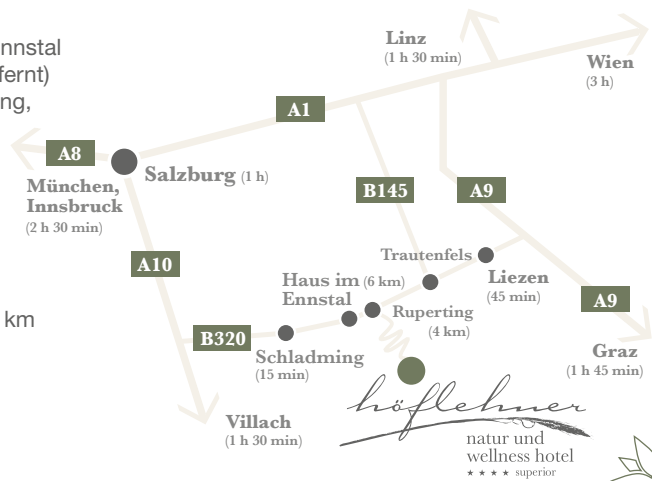 ennstal
fernt)
ng,
km
Linz
(1 h 30 min)
Wien
(3 h)
A1
A8
München,
Innsbruck
(2 h 30 min)
Salzburg (1 h)
B145
A9
A10
Trautenfels
Haus im (6 km)
Ennstal
Liezen
(45 min)
A9
Ruperting
(4 km)
B320
Schladming
(15 min)
Graz
(1 h 45 min)
Villach
(1 h 30 min)
höflehner
natur und
wellness hotel
★ ★ ★ ★ superior